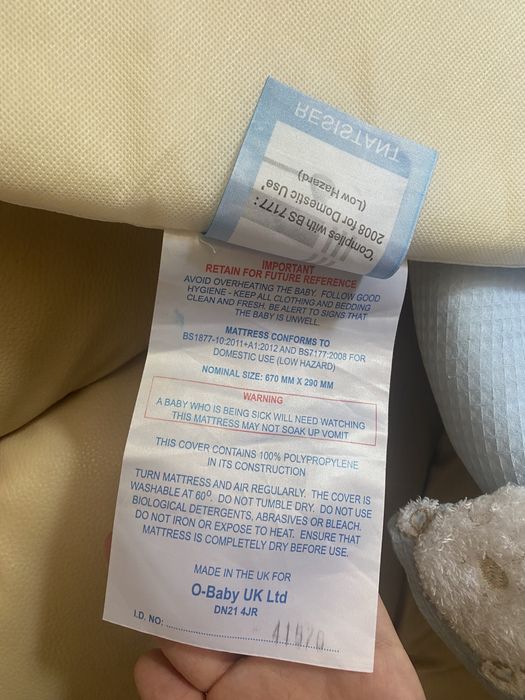 RESISTANT
'Complies with BS 7177:
2008 for Domestic Use'
(Low Hazard)
IMPORTANT
RETAIN FOR FUTURE REFERENCE
AVOID OVERHEATING THE BABY. FOLLOW GOOD
HYGIENE - KEEP ALL CLOTHING AND BEDDING
CLEAN AND FRESH. BE ALERT TO SIGNS THAT
THE BABY IS UNWELL.
MATTRESS CONFORMS TO
BS1877-10:2011+A1:2012 AND BS7177:2008 FOR
DOMESTIC USE (LOW HAZARD)
NOMINAL SIZE: 670 MM X 290 MM
WARNING
A BABY WHO IS BEING SICK WILL NEED WATCHING
THIS MATTRESS MAY NOT SOAK UP VOMIT
THIS COVER CONTAINS 100% POLYPROPYLENE
IN ITS CONSTRUCTION
TURN MATTRESS AND AIR REGULARLY. THE COVER IS
WASHABLE AT 60º. DO NOT TUMBLE DRY. DO NOT USE
BIOLOGICAL DETERGENTS, ABRASIVES OR BLEACH.
DO NOT IRON OR EXPOSE TO HEAT. ENSURE THAT
MATTRESS IS COMPLETELY DRY BEFORE USE.
MADE IN THE UK FOR
O-Baby UK Ltd
DN21 4JR
I.D. NO: